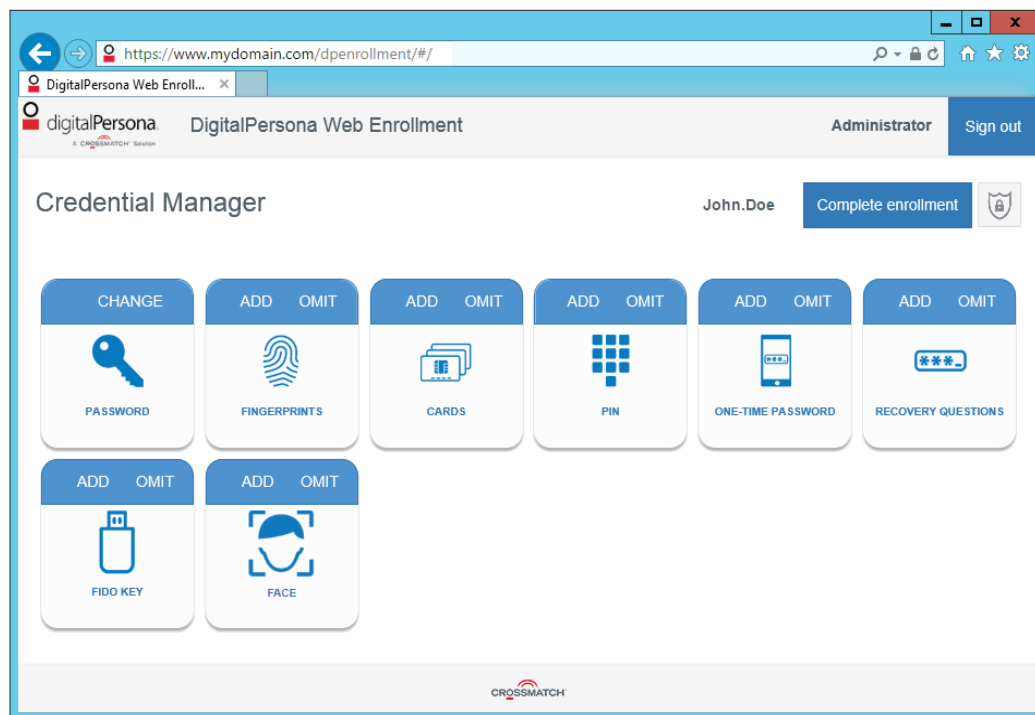 x
https://www.mydomain.com/dpenrollment/#/
DigitalPersona Web Enroll... ×
digitalPersona. DigitalPersona Web Enrollment Administrator Sign out
A CROSSMATCH Solution
Credential Manager John.Doe Complete enrollment
CHANGE ADD OMIT ADD OMIT ADD OMIT ADD OMIT ADD OMIT
***_ ***_
PASSWORD FINGERPRINTS CARDS PIN ONE-TIME PASSWORD RECOVERY QUESTIONS
ADD OMIT ADD OMIT
FIDO KEY FACE
CROSSMATCH